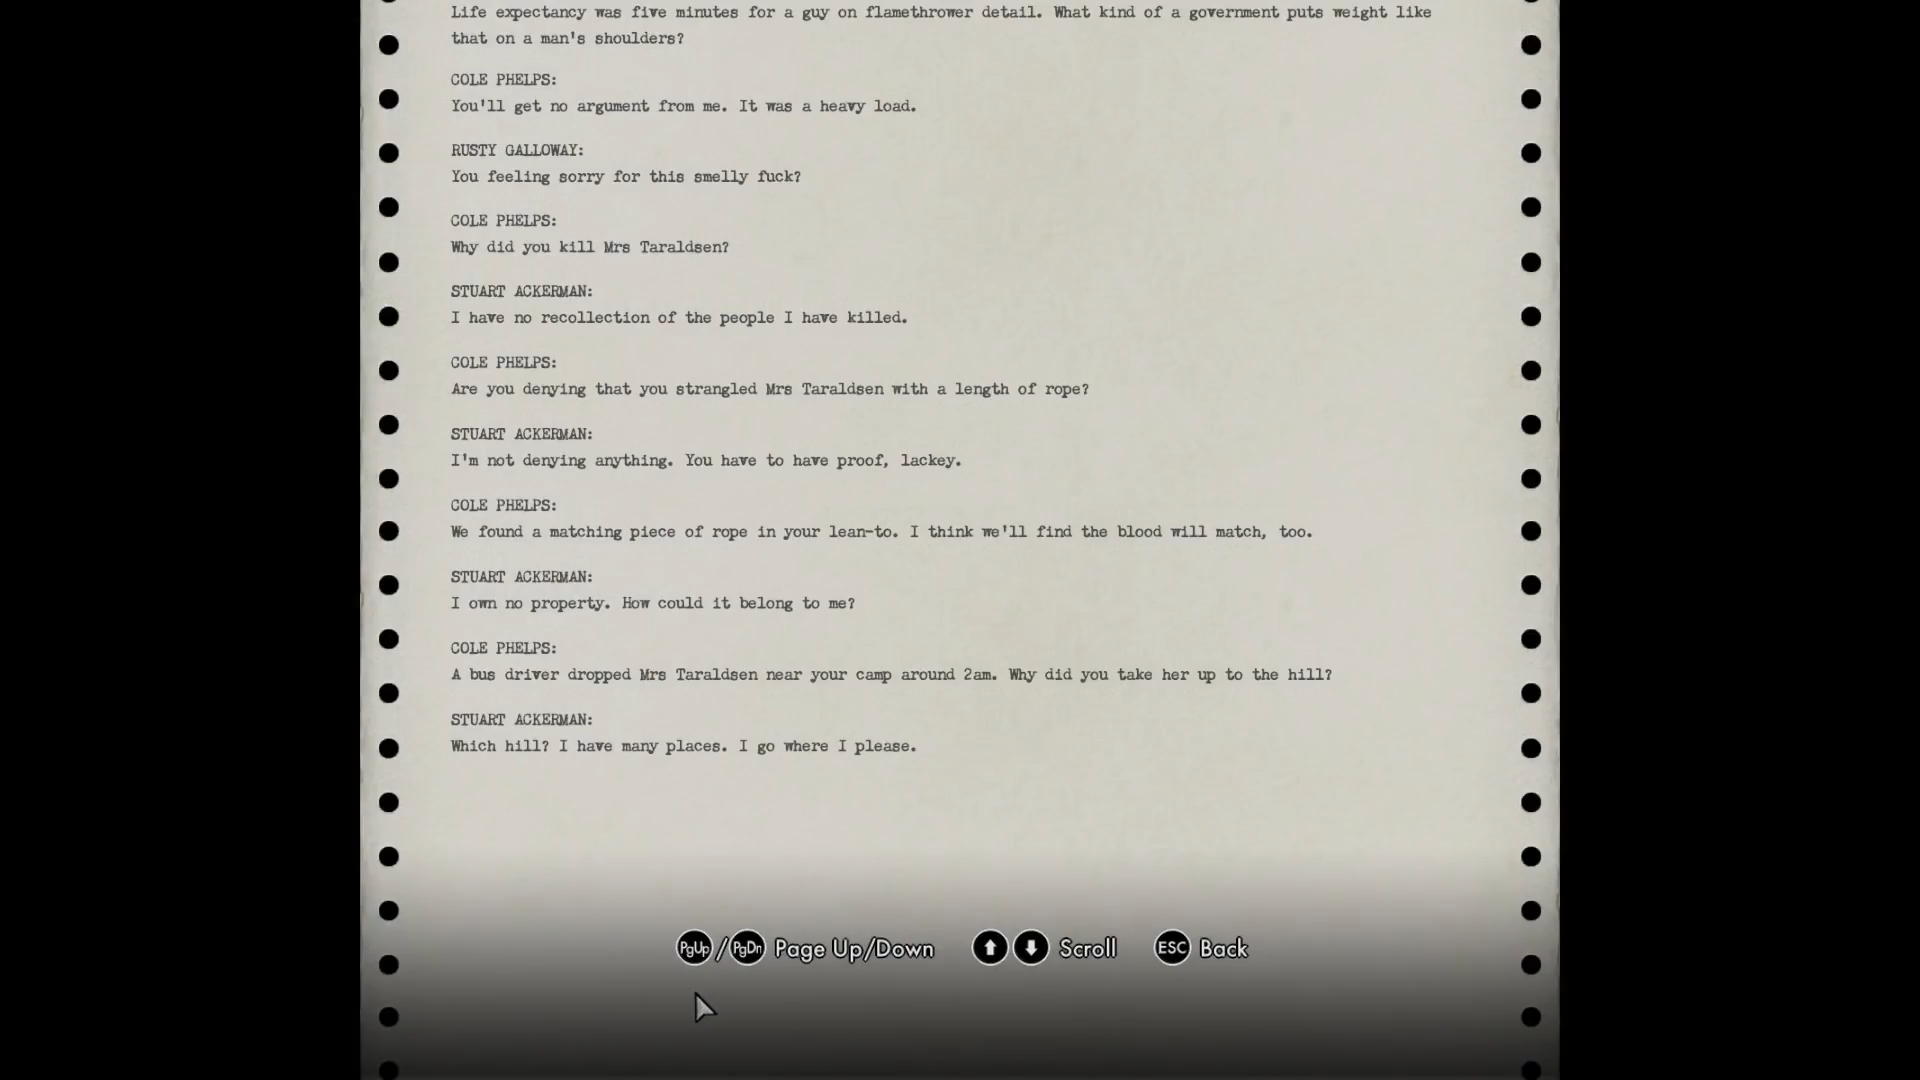 Life expectancy was five minutes for a guy on flamethrower detail. What kind of a government puts weight like
that on a man's shoulders?
COLE PHELPS:
You'll get no argument from me. It was a heavy load.
RUSTY GALLOWAY:
You feeling sorry for this smelly fuck?
COLE PHELPS:
Why did you kill Mrs Taraldsen?
STUART ACKERMAN:
I have no recollection of the people I have killed.
COLE PHELPS:
Are you denying that you strangled Mrs Taraldsen with a length of rope?
STUART ACKERMAN:
I'm not denying anything. You have to have proof, lackey.
COLE PHELPS:
We found a matching piece of rope in your lean-to. I think we'll find the blood will match, too.
STUART ACKERMAN:
I own no property. How could it belong to me?
COLE PHELPS:
A bus driver dropped Mrs Taraldsen near your camp around 2am. Why did you take her up to the hill?
STUART ACKERMAN:
Which hill? I have many places. I go where I please.
PgUp/PgDn Page Up/Down Scroll ESC Back